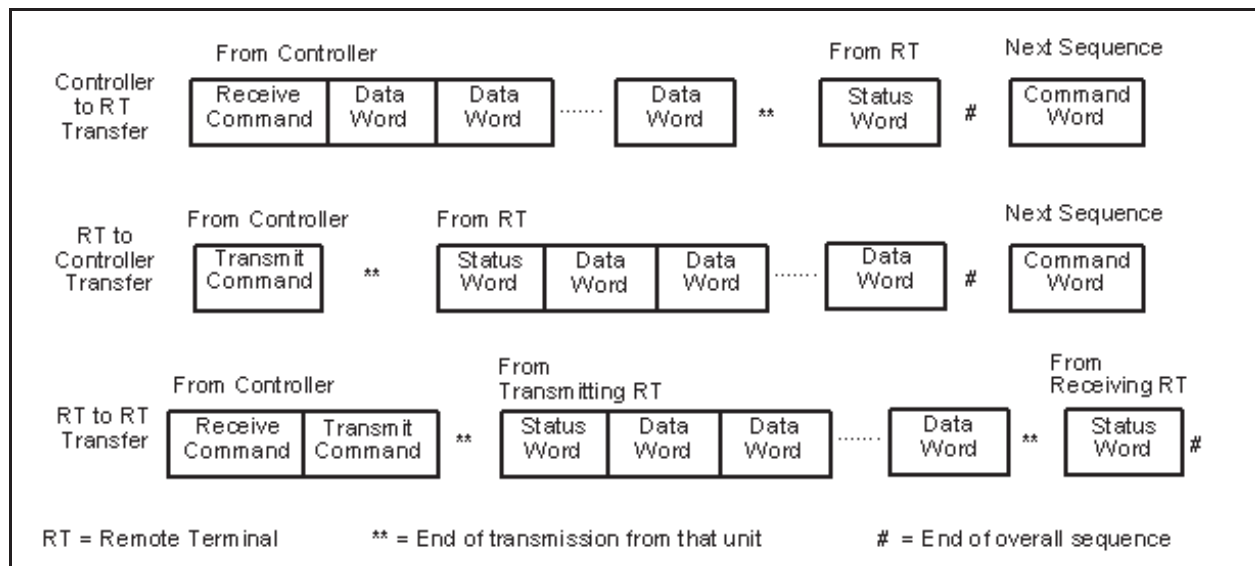 From Controller
From RT
Next Sequence
Controller
to RT
Transfer
Receive
Command
Data
Word
Data
Word
.......
Data
Word
**
Status
Word
#
Command
Word
From Controller
From RT
Next Sequence
RT to
Controller
Transfer
Transmit
Command
**
Status
Word
Data
Word
Data
Word
.......
Data
Word
#
Command
Word
From Controller
From
Transmitting RT
From
Receiving RT
RT to RT
Transfer
Receive
Command
Transmit
Command
**
Status
Word
Data
Word
Data
Word
.......
Data
Word
**
Status
Word
#
RT = Remote Terminal
** = End of transmission from that unit
# = End of overall sequence